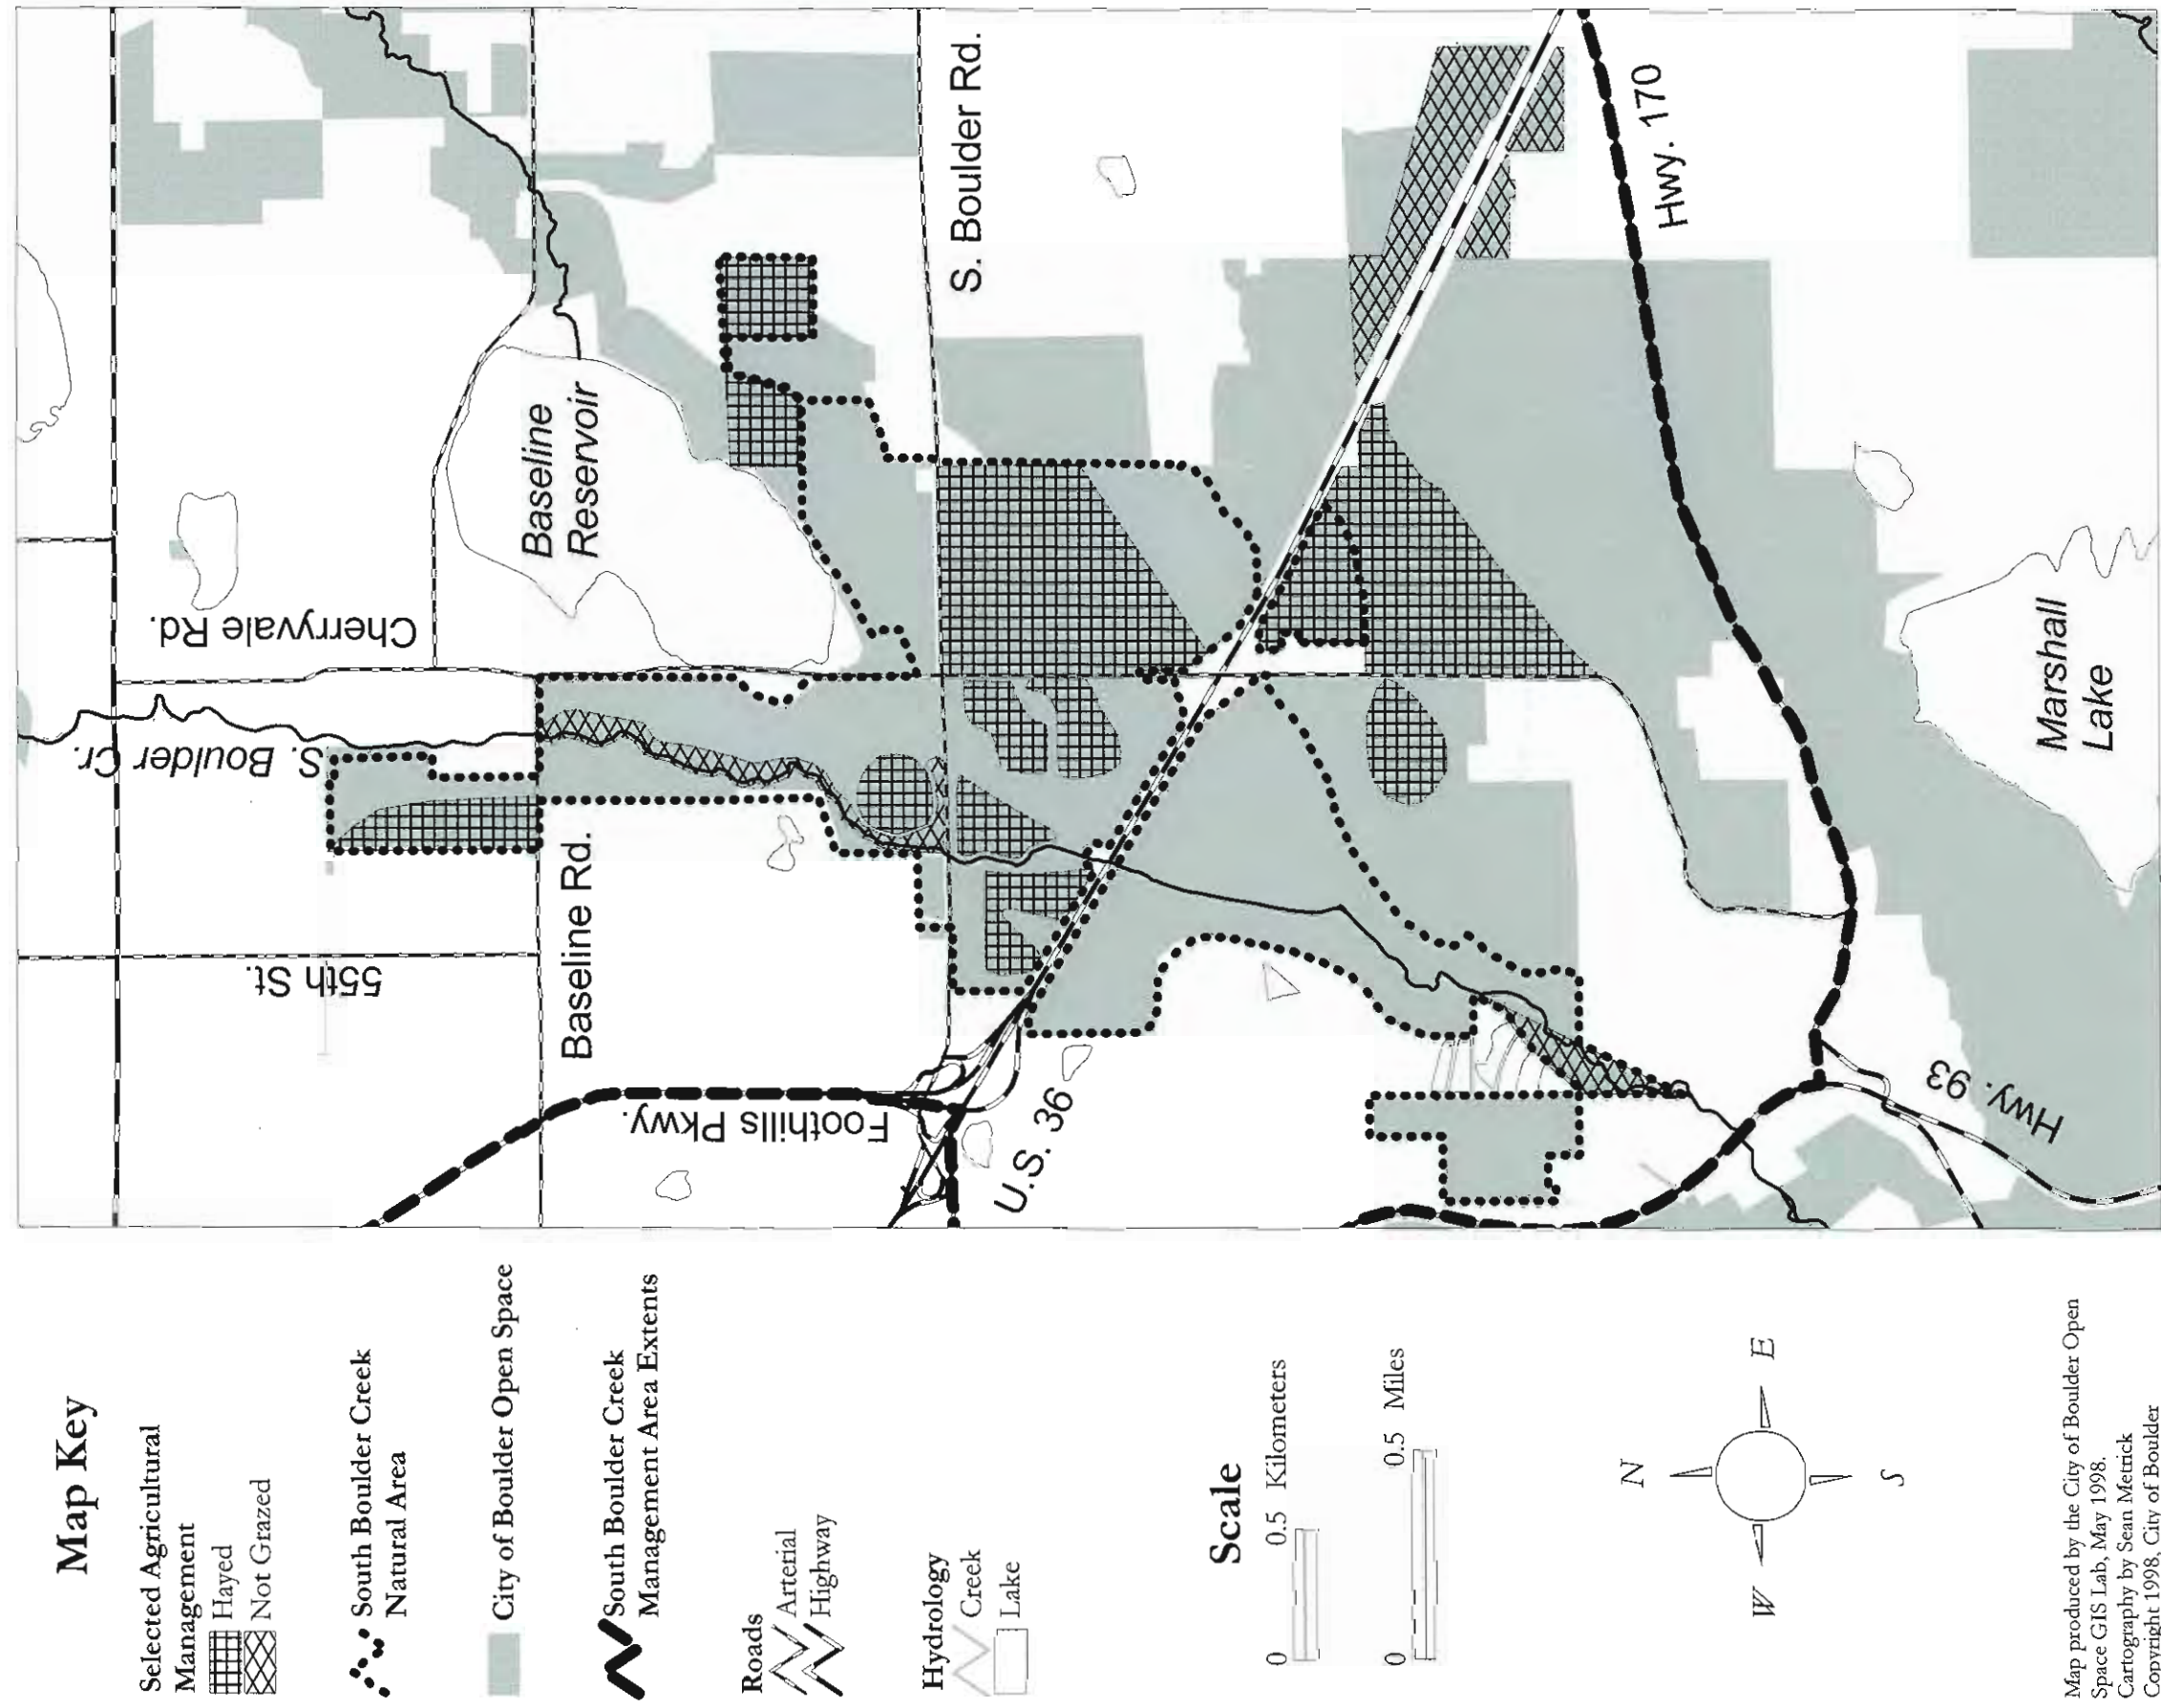 Map Key
Selected Agricultural
Management
Hayed
Not Grazed
South Boulder Creek
Natural Area
City of Boulder Open Space
South Boulder Creek
Management Area Extents
Roads
Arterial
Highway
Hydrology
Creek
Lake
Scale
0 0.5 Kilometers
0 0.5 Miles
N
W E
S
Map produced by the City of Boulder Open
Space GIS Lab, May 1998.
Cartography by Sean Metrick
Copyright 1998, City of Boulder
55th St.
S. Boulder Cr.
Cherryvale Rd.
Baseline Rd.
Baseline
Reservoir
Foothills Pkwy.
S. Boulder Rd.
U.S. 36
Hwy. 170
Hwy. 93
Marshall
Lake